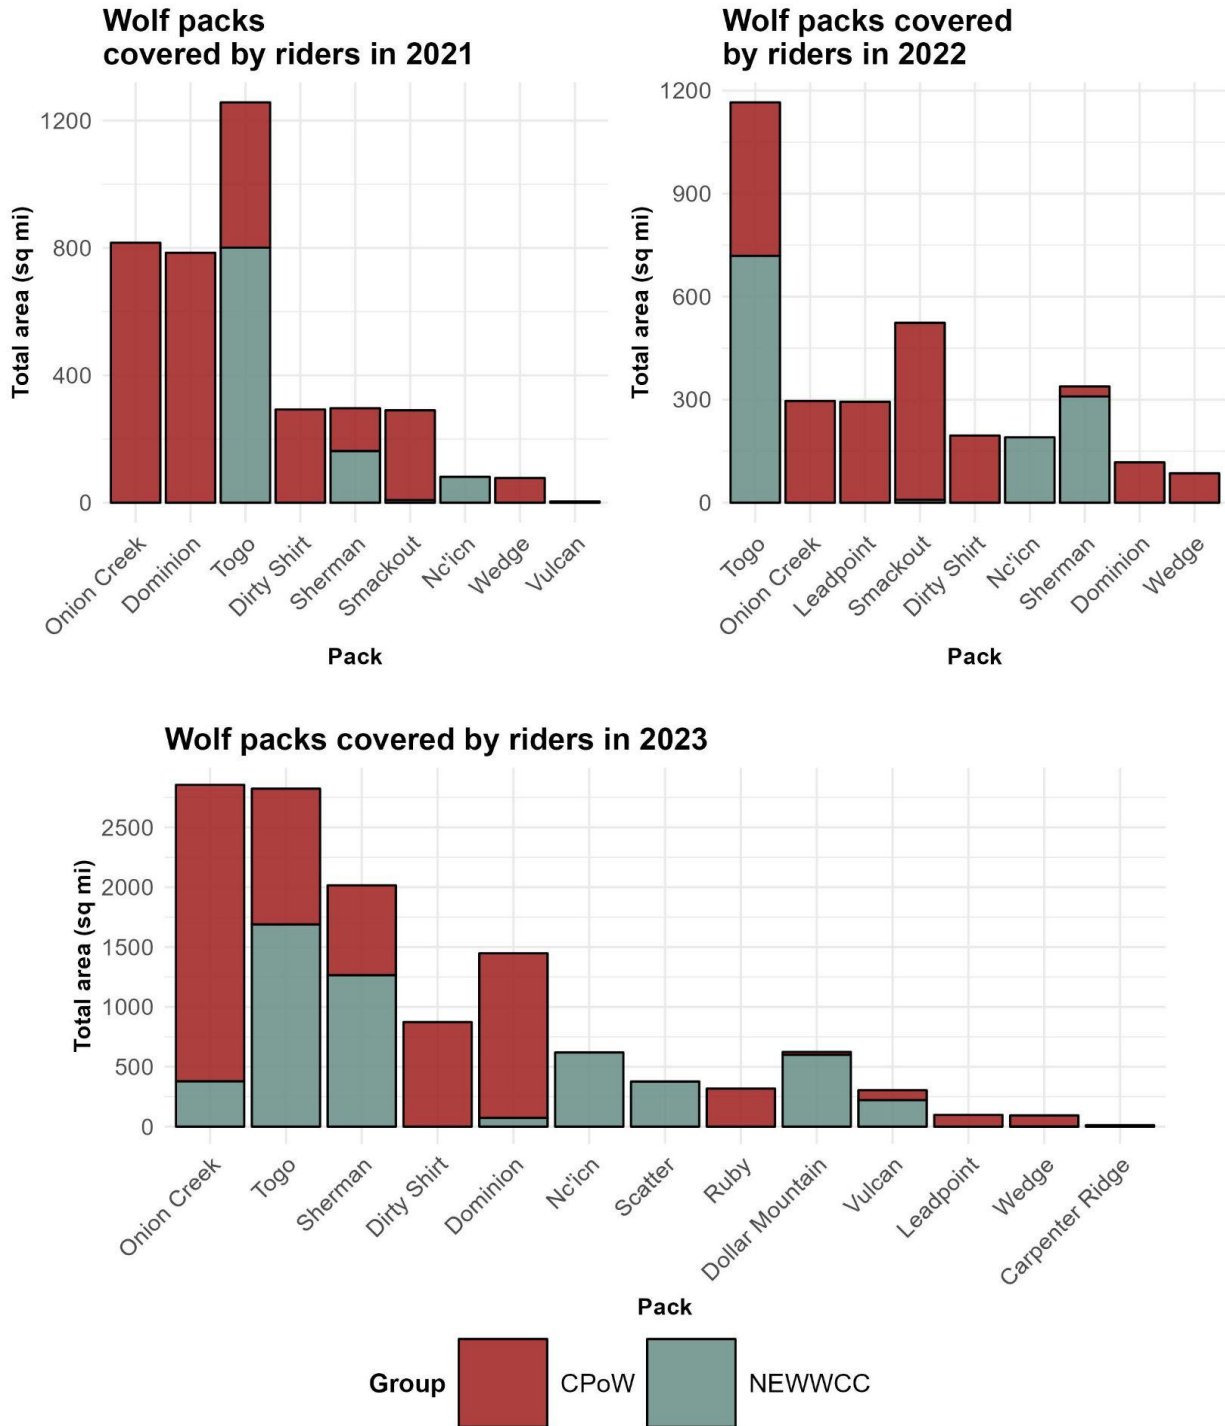 Wolf packs
covered by riders in 2021
Total area (sq mi)
1200
800
400
0
Onion Creek
Dominion
Togo
Dirty Shirt
Sherman
Smackout
Nc'icn
Wedge
Vulcan
Pack
Wolf packs covered
by riders in 2022
Total area (sq mi)
1200
900
600
300
0
Togo
Onion Creek
Leadpoint
Smackout
Dirty Shirt
Nc'icn
Sherman
Dominion
Wedge
Pack
Wolf packs covered by riders in 2023
Total area (sq mi)
2500
2000
1500
1000
500
0
Onion Creek
Togo
Sherman
Dirty Shirt
Dominion
Nc'icn
Scatter
Ruby
Dollar Mountain
Vulcan
Leadpoint
Wedge
Carpenter Ridge
Pack
Group CPoW NEWWCC